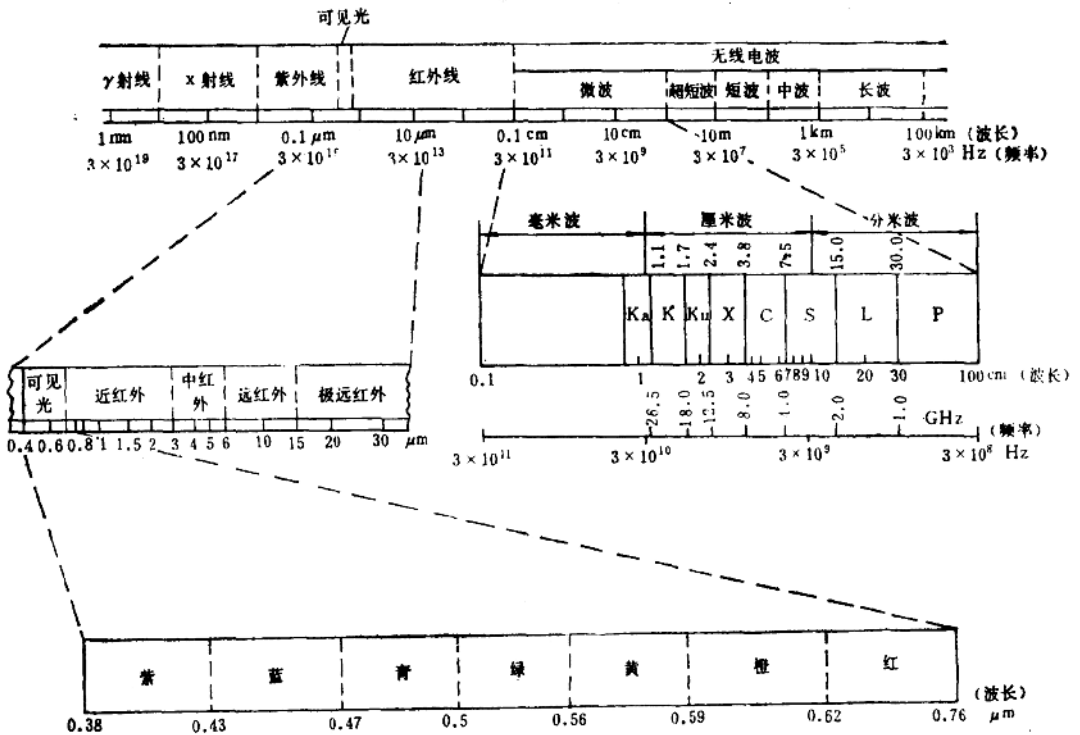 可见光
γ射线 x射线 紫外线 红外线 无线电波
微波 超短波 短波 中波 长波
1nm 100nm 0.1μm 10μm 0.1cm 10cm 10m 1km 100km (波长)
3×10¹⁹ 3×10¹⁷ 3×10¹⁵ 3×10¹³ 3×10¹¹ 3×10⁹ 3×10⁷ 3×10⁵ 3×10³ Hz (频率)
毫米波 厘米波 分米波
1.1 1.7 2.4 3.8 7.5 15.0 30.0
Ka K Ku X C S L P
0.1 1 2 3 4 5 6 7 8 9 10 20 30 100cm (波长)
26.5 18.0 12.5 8.0 2.0 1.0 GHz
(频率)
3×10¹¹ 3×10¹⁰ 3×10⁹ 3×10⁸ Hz
可见光 近红外 中红外 远红外 极远红外
0.4 0.6 0.8 1 1.5 2 3 4 5 6 10 15 20 30 μm
紫 蓝 青 绿 黄 橙 红
(波长)
0.38 0.43 0.47 0.5 0.56 0.59 0.62 0.76 μm